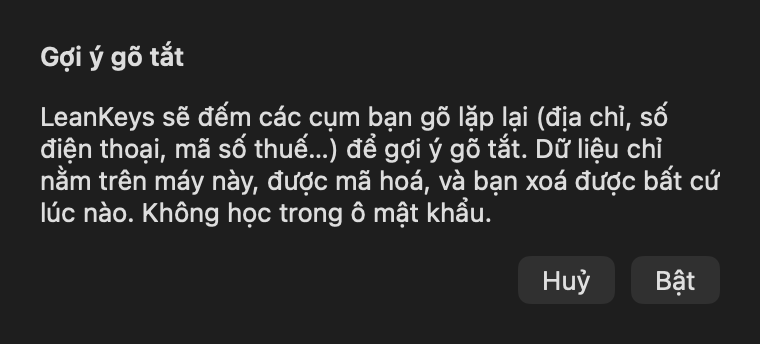 Gợi ý gõ tắt
LeanKeys sẽ đếm các cụm bạn gõ lặp lại (địa chỉ, số
điện thoại, mã số thuế...) để gợi ý gõ tắt. Dữ liệu chỉ
nằm trên máy này, được mã hoá, và bạn xoá được bất cứ
lúc nào. Không học trong ô mật khẩu.
Huỷ
Bật